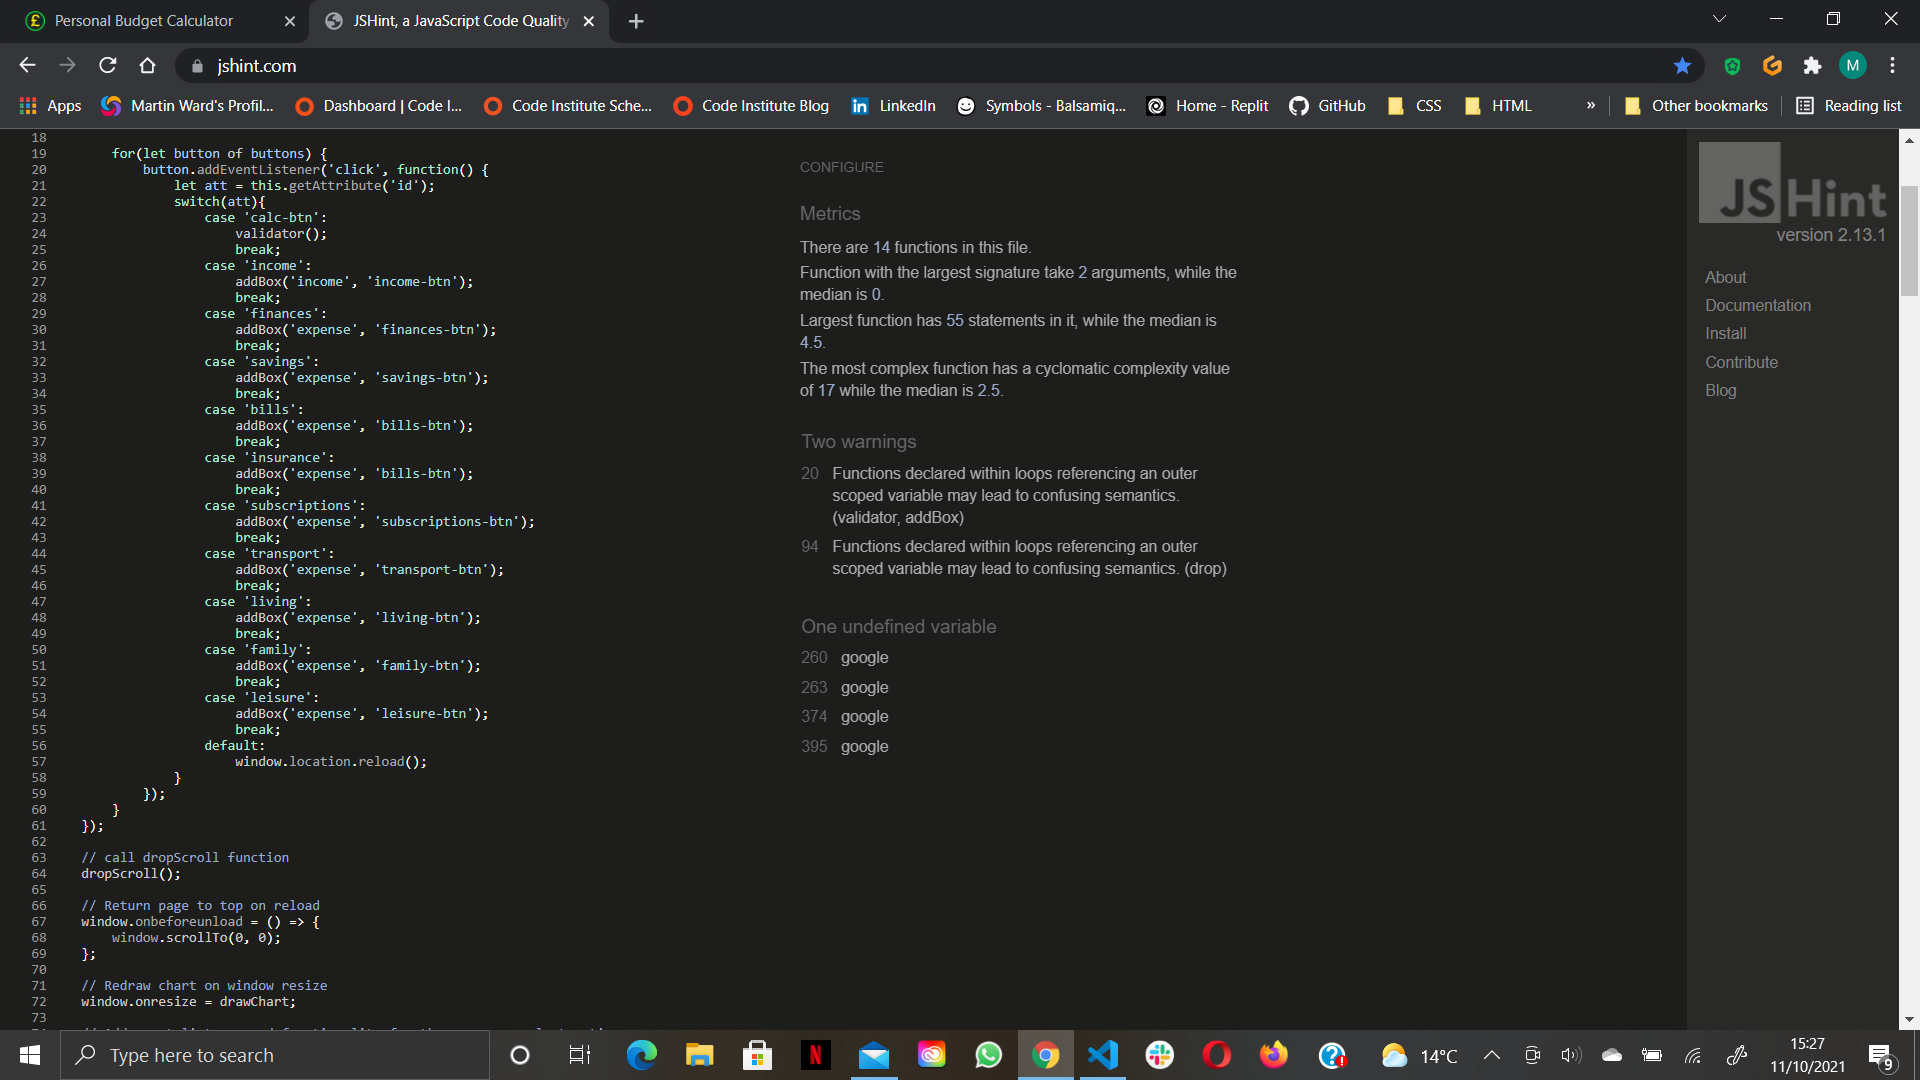 Personal Budget Calculator
JSHint, a JavaScript Code Quality
jshint.com
M
Apps
Martin Ward's Profil...
Dashboard | Code I...
Code Institute Sche...
Code Institute Blog
LinkedIn
Symbols - Balsamiq...
Home - Replit
GitHub
CSS
HTML
»
Other bookmarks
Reading list
18
19 for(let button of buttons) {
20 button.addEventListener('click', function() {
21 let att = this.getAttribute('id');
22 switch(att){
23 case 'calc-btn':
24 validator();
25 break;
26 case 'income':
27 addBox('income', 'income-btn');
28 break;
29 case 'finances':
30 addBox('expense', 'finances-btn');
31 break;
32 case 'savings':
33 addBox('expense', 'savings-btn');
34 break;
35 case 'bills':
36 addBox('expense', 'bills-btn');
37 break;
38 case 'insurance':
39 addBox('expense', 'bills-btn');
40 break;
41 case 'subscriptions':
42 addBox('expense', 'subscriptions-btn');
43 break;
44 case 'transport':
45 addBox('expense', 'transport-btn');
46 break;
47 case 'living':
48 addBox('expense', 'living-btn');
49 break;
50 case 'family':
51 addBox('expense', 'family-btn');
52 break;
53 case 'leisure':
54 addBox('expense', 'leisure-btn');
55 break;
56 default:
57 window.location.reload();
58 }
59 });
60 }
61 });
62
63 // call dropScroll function
64 dropScroll();
65
66 // Return page to top on reload
67 window.onbeforeunload = () => {
68 window.scrollTo(0, 0);
69 };
70
71 // Redraw chart on window resize
72 window.onresize = drawChart;
73
CONFIGURE
Metrics
There are 14 functions in this file.
Function with the largest signature take 2 arguments, while the
median is 0.
Largest function has 55 statements in it, while the median is
4.5.
The most complex function has a cyclomatic complexity value
of 17 while the median is 2.5.
Two warnings
20 Functions declared within loops referencing an outer
scoped variable may lead to confusing semantics.
(validator, addBox)
94 Functions declared within loops referencing an outer
scoped variable may lead to confusing semantics. (drop)
One undefined variable
260 google
263 google
374 google
395 google
JS Hint
version 2.13.1
About
Documentation
Install
Contribute
Blog
Type here to search
14°C
15:27
11/10/2021
9